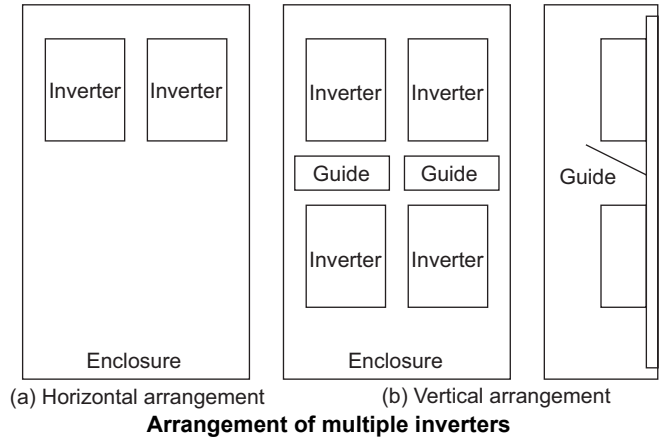 Inverter Inverter
Enclosure
(a) Horizontal arrangement
Inverter Inverter
Guide Guide
Inverter Inverter
Enclosure
Guide
(b) Vertical arrangement
Arrangement of multiple inverters